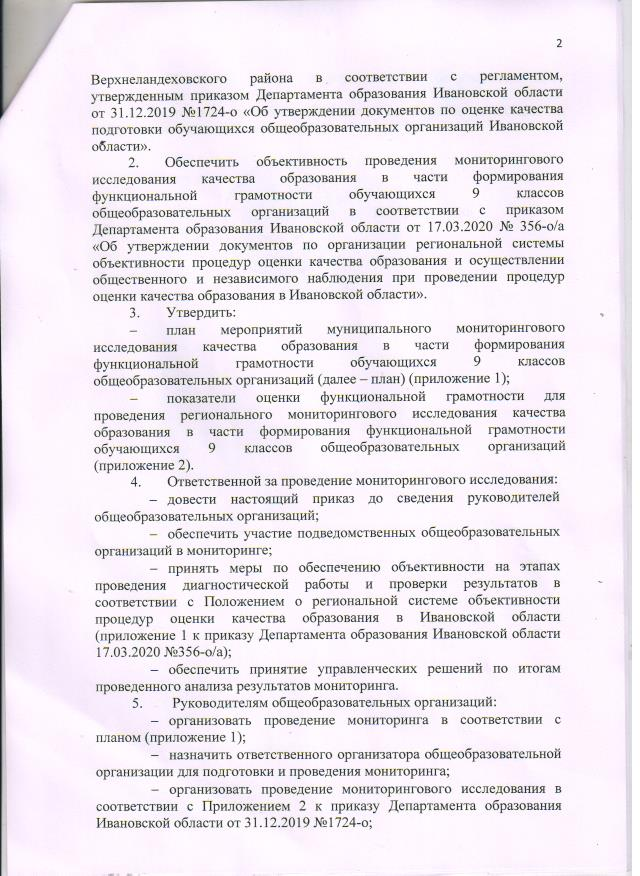 2
Верхнеландеховского района в соответствии с регламентом,
утвержденным приказом Департамента образования Ивановской области
от 31.12.2019 №1724-о «Об утверждении документов по оценке качества
подготовки обучающихся общеобразовательных организаций Ивановской
области».
2. Обеспечить объективность проведения мониторингового
исследования качества образования в части формирования
функциональной грамотности обучающихся 9 классов
общеобразовательных организаций в соответствии с приказом
Департамента образования Ивановской области от 17.03.2020 № 356-о/а
«Об утверждении документов по организации региональной системы
объективности процедур оценки качества образования и осуществлении
общественного и независимого наблюдения при проведении процедур
оценки качества образования в Ивановской области».
3. Утвердить:
– план мероприятий муниципального мониторингового
исследования качества образования в части формирования
функциональной грамотности обучающихся 9 классов
общеобразовательных организаций (далее – план) (приложение 1);
– показатели оценки функциональной грамотности для
проведения регионального мониторингового исследования качества
образования в части формирования функциональной грамотности
обучающихся 9 классов общеобразовательных организаций
(приложение 2).
4. Ответственной за проведение мониторингового исследования:
– довести настоящий приказ до сведения руководителей
общеобразовательных организаций;
– обеспечить участие подведомственных общеобразовательных
организаций в мониторинге;
– принять меры по обеспечению объективности на этапах
проведения диагностической работы и проверки результатов в
соответствии с Положением о региональной системе объективности
процедур оценки качества образования в Ивановской области
(приложение 1 к приказу Департамента образования Ивановской области
17.03.2020 №356-о/а);
– обеспечить принятие управленческих решений по итогам
проведенного анализа результатов мониторинга.
5. Руководителям общеобразовательных организаций:
– организовать проведение мониторинга в соответствии с
планом (приложение 1);
– назначить ответственного организатора общеобразовательной
организации для подготовки и проведения мониторинга;
– организовать проведение мониторингового исследования в
соответствии с Приложением 2 к приказу Департамента образования
Ивановской области от 31.12.2019 №1724-о;